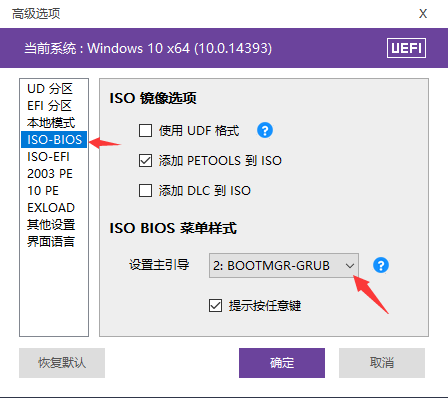 高级选项
X
当前系统 : Windows 10 x64 (10.0.14393)
UEFI
UD 分区
EFI 分区
本地模式
ISO-BIOS
ISO-EFI
2003 PE
10 PE
EXLOAD
其他设置
界面语言
ISO 镜像选项
使用 UDF 格式
?
添加 PETOOLS 到 ISO
添加 DLC 到 ISO
ISO BIOS 菜单样式
设置主引导
2: BOOTMGR-GRUB
?
提示按任意键
恢复默认
确定
取消